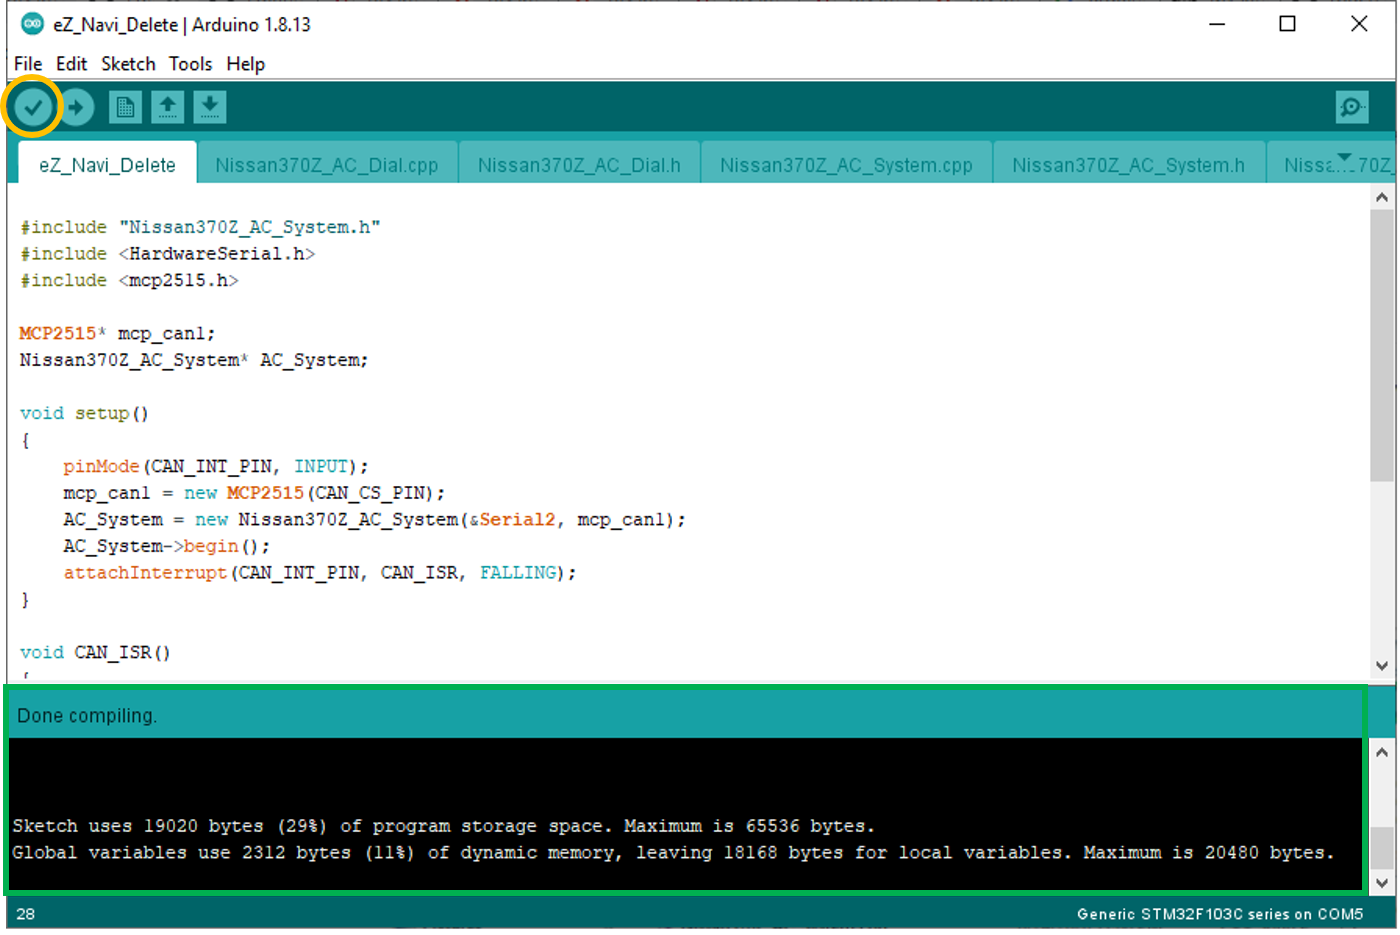 eZ_Navi_Delete | Arduino 1.8.13
File Edit Sketch Tools Help
eZ_Navi_Delete Nissan370Z_AC_Dial.cpp Nissan370Z_AC_Dial.h Nissan370Z_AC_System.cpp Nissan370Z_AC_System.h
#include "Nissan370Z_AC_System.h"
#include <HardwareSerial.h>
#include <mcp2515.h>
MCP2515* mcp_can1;
Nissan370Z_AC_System* AC_System;
void setup()
{
pinMode(CAN_INT_PIN, INPUT);
mcp_can1 = new MCP2515(CAN_CS_PIN);
AC_System = new Nissan370Z_AC_System(&Serial2, mcp_can1);
AC_System->begin();
attachInterrupt(CAN_INT_PIN, CAN_ISR, FALLING);
}
void CAN_ISR()
{
Done compiling.
Sketch uses 19020 bytes (29%) of program storage space. Maximum is 65536 bytes.
Global variables use 2312 bytes (11%) of dynamic memory, leaving 18168 bytes for local variables. Maximum is 20480 bytes.
28 Generic STM32F103C series on COM5